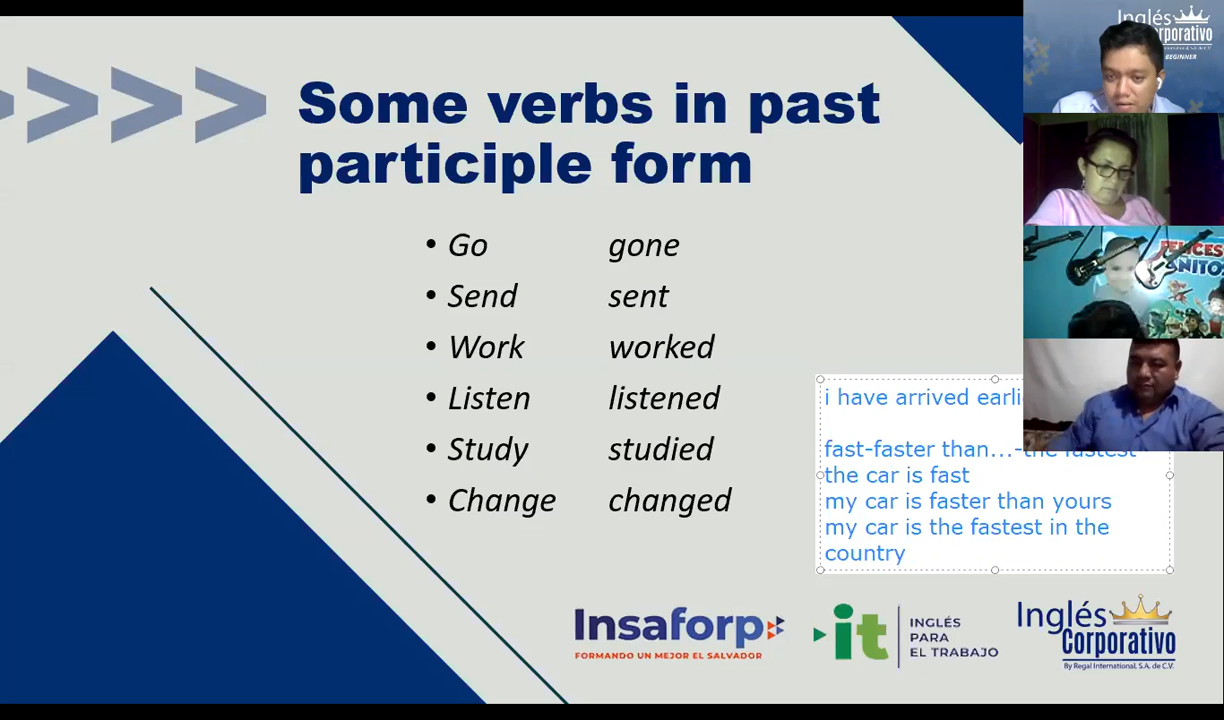 Some verbs in past
participle form
• Go gone
• Send sent
• Work worked
• Listen listened
• Study studied
• Change changed
i have arrived
fast-faster than...-the fastest
the car is fast
my car is faster than yours
my car is the fastest in the
country
Insaforp
FORMANDO UN MEJOR EL SALVADOR
it
INGLÉS
PARA
EL TRABAJO
Inglés
Corporativo
By Regal International, S.A. de C.V.
Inglés
BEGINNER